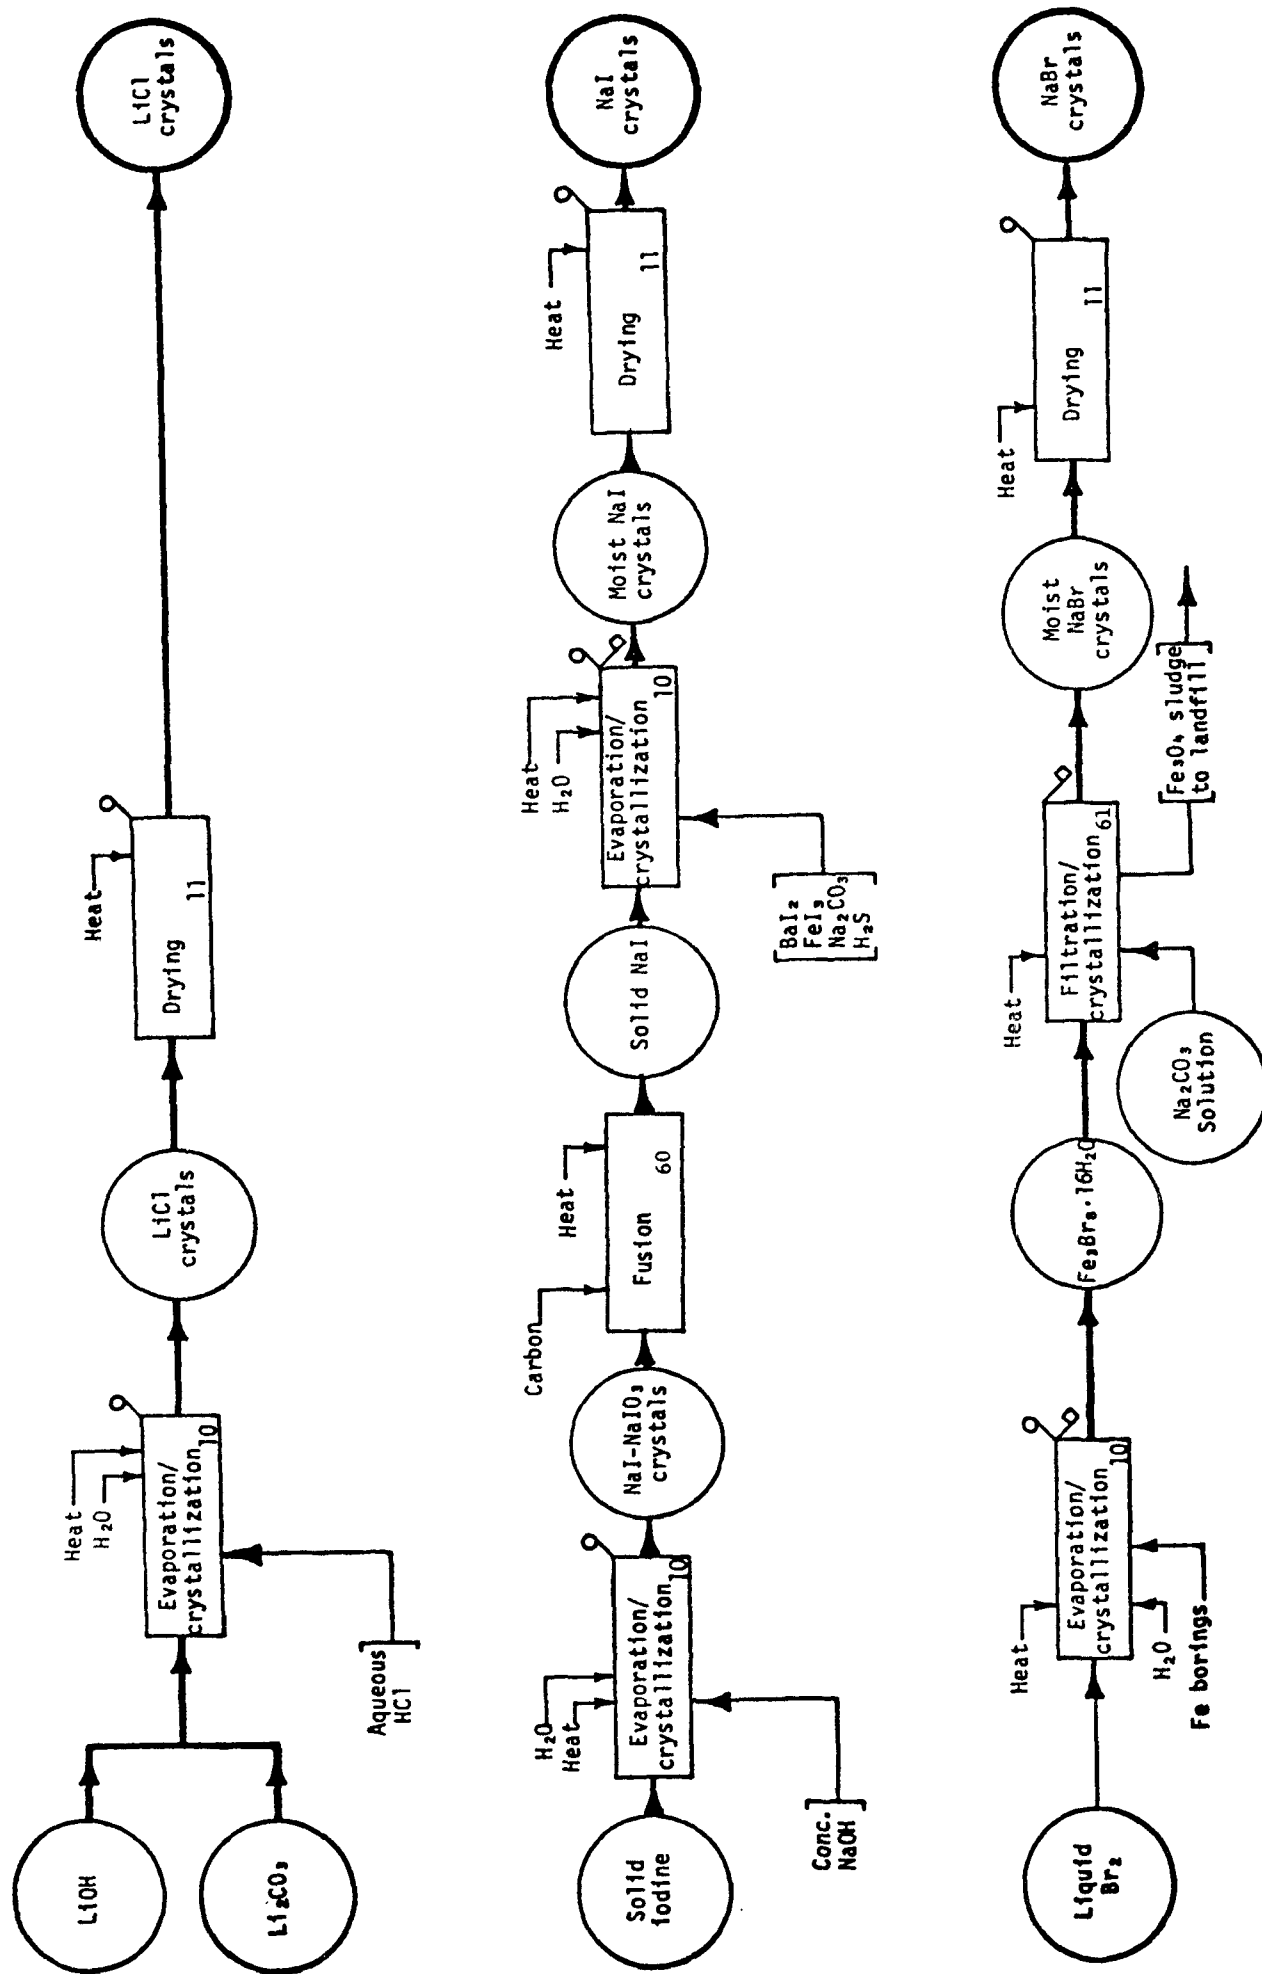 LiOH
Li₂CO₃
Aqueous
HCl
Heat
H₂O
Evaporation/
crystallization
10
LiCl
crystals
Heat
Drying
11
LiCl
crystals
Solid
iodine
Conc.
NaOH
H₂O
Heat
Evaporation/
crystallization
10
NaI-NaIO₃
crystals
Carbon
Heat
Fusion
60
Solid NaI
BaI₂
FeI₃
Na₂CO₃
H₂S
Heat
H₂O
Evaporation/
crystallization
10
Moist NaI
crystals
Heat
Drying
11
NaI
crystals
Liquid
Br₂
Heat
H₂O
Fe borings
Evaporation/
crystallization
10
Fe₃Br₈·16H₂O
Na₂CO₃
Solution
Heat
Filtration/
crystallization
61
Fe₃O₄ sludge
to landfill
Moist
NaBr
crystals
Heat
Drying
11
NaBr
crystals